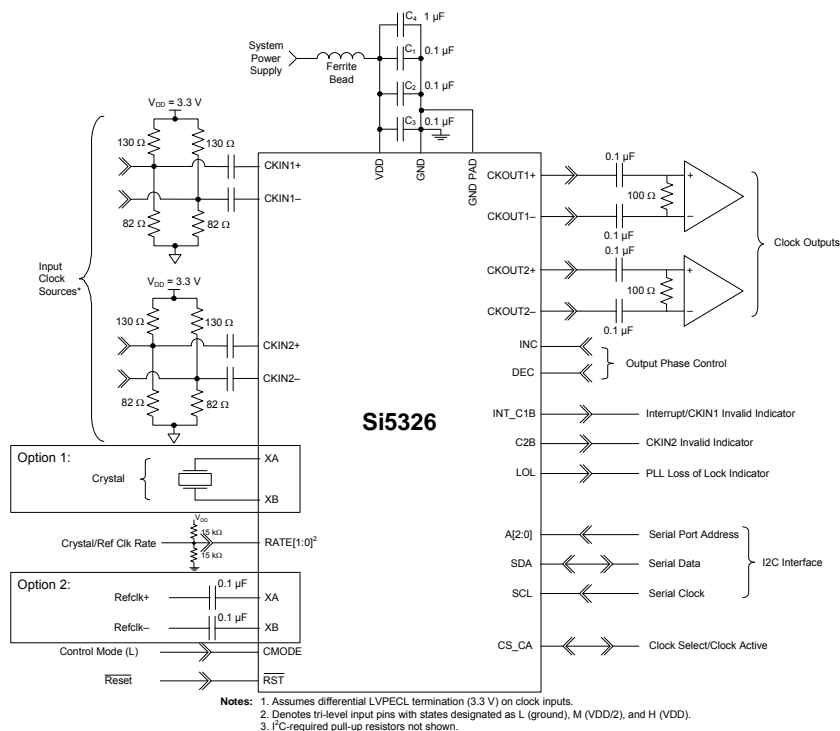 C4 1 µF
System
Power
Supply
Ferrite
Bead
C1 0.1 µF
C2 0.1 µF
C3 0.1 µF
VDD = 3.3 V
130 Ω 130 Ω
CKIN1+
CKIN1–
82 Ω 82 Ω
VDD
GND
GND PAD
CKOUT1+
0.1 µF
100 Ω
+
–
CKOUT1–
0.1 µF
Clock Outputs
CKOUT2+
0.1 µF
100 Ω
+
–
CKOUT2–
0.1 µF
Input
Clock
Sources*
VDD = 3.3 V
130 Ω 130 Ω
CKIN2+
CKIN2–
82 Ω 82 Ω
INC
DEC
Output Phase Control
Si5326
INT_C1B Interrupt/CKIN1 Invalid Indicator
C2B CKIN2 Invalid Indicator
LOL PLL Loss of Lock Indicator
Option 1:
Crystal
XA
XB
VDD
15 kΩ
15 kΩ
Crystal/Ref Clk Rate
RATE[1:0]2
A[2:0] Serial Port Address
SDA Serial Data
SCL Serial Clock
I2C Interface
Option 2:
Refclk+ 0.1 µF XA
Refclk– 0.1 µF XB
CS_CA Clock Select/Clock Active
Control Mode (L) CMODE
Reset RST
Notes: 1. Assumes differential LVPECL termination (3.3 V) on clock inputs.
2. Denotes tri-level input pins with states designated as L (ground), M (VDD/2), and H (VDD).
3. I2C-required pull-up resistors not shown.